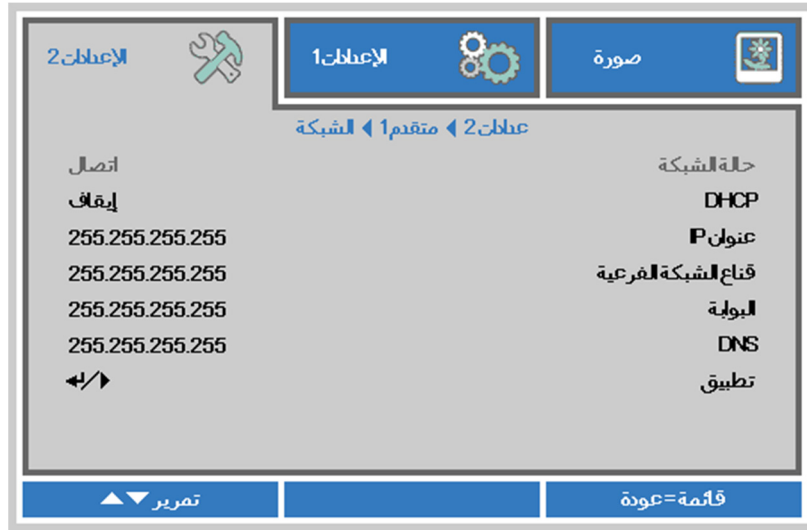 صورة
الإعدادات1
الإعدادات2
عدادات2 ◀ متقدم1 ◀ الشبكة
حالة الشبكة اتصال
DHCP إيقاف
عنوان IP 255.255.255.255
قناع الشبكة الفرعية 255.255.255.255
البوابة 255.255.255.255
DNS 255.255.255.255
تطبيق ↵/▶
قائمة=عودة تمرير ▼▲